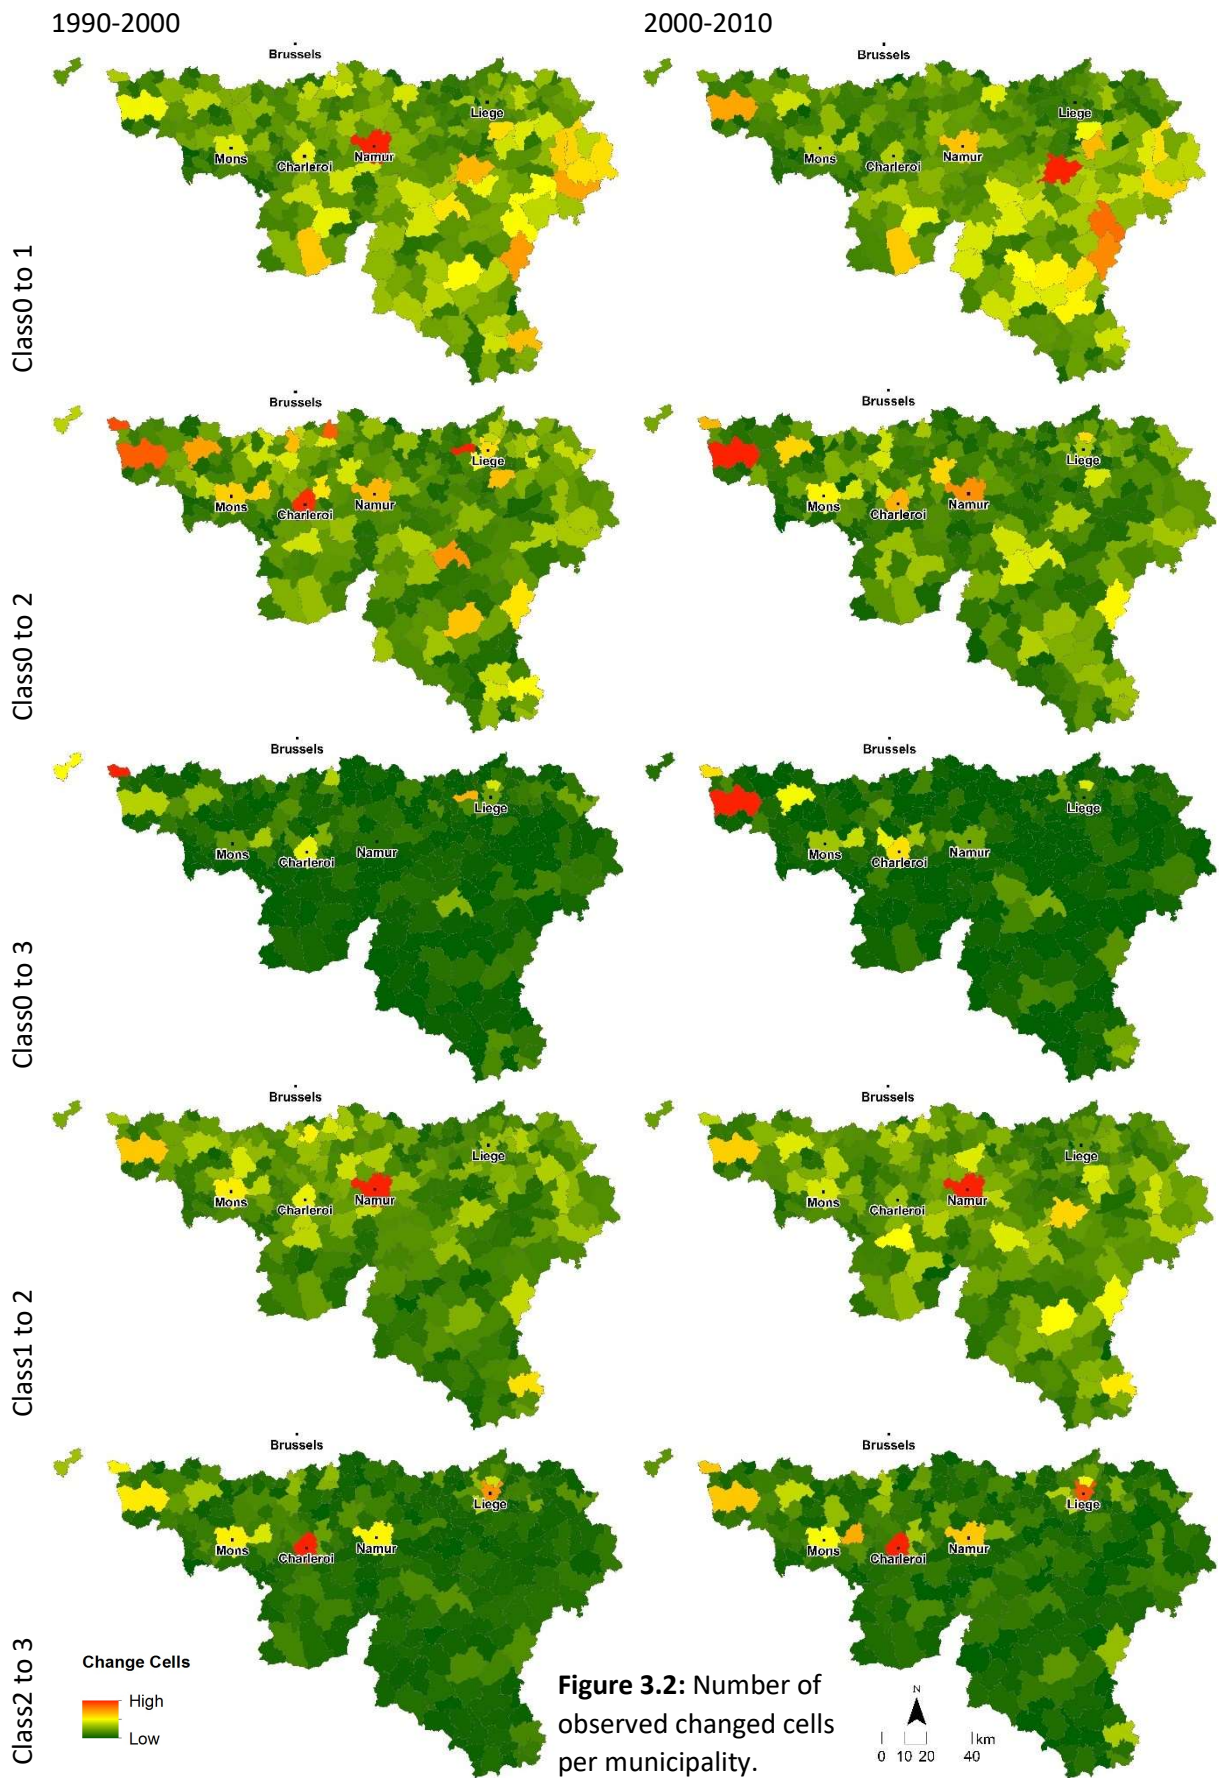 1990-2000
2000-2010
Class0 to 1
Brussels
Liege
Mons
Charleroi
Namur
Brussels
Liege
Mons
Charleroi
Namur
Class0 to 2
Brussels
Liege
Mons
Charleroi
Namur
Brussels
Liege
Mons
Charleroi
Namur
Class0 to 3
Brussels
Liege
Mons
Charleroi
Namur
Brussels
Liege
Mons
Charleroi
Namur
Class1 to 2
Brussels
Liege
Mons
Charleroi
Namur
Brussels
Liege
Mons
Charleroi
Namur
Class2 to 3
Brussels
Liege
Mons
Charleroi
Namur
Brussels
Liege
Mons
Charleroi
Namur
Change Cells
High
Low
Figure 3.2: Number of
observed changed cells
per municipality.
N
0 10 20 40 km